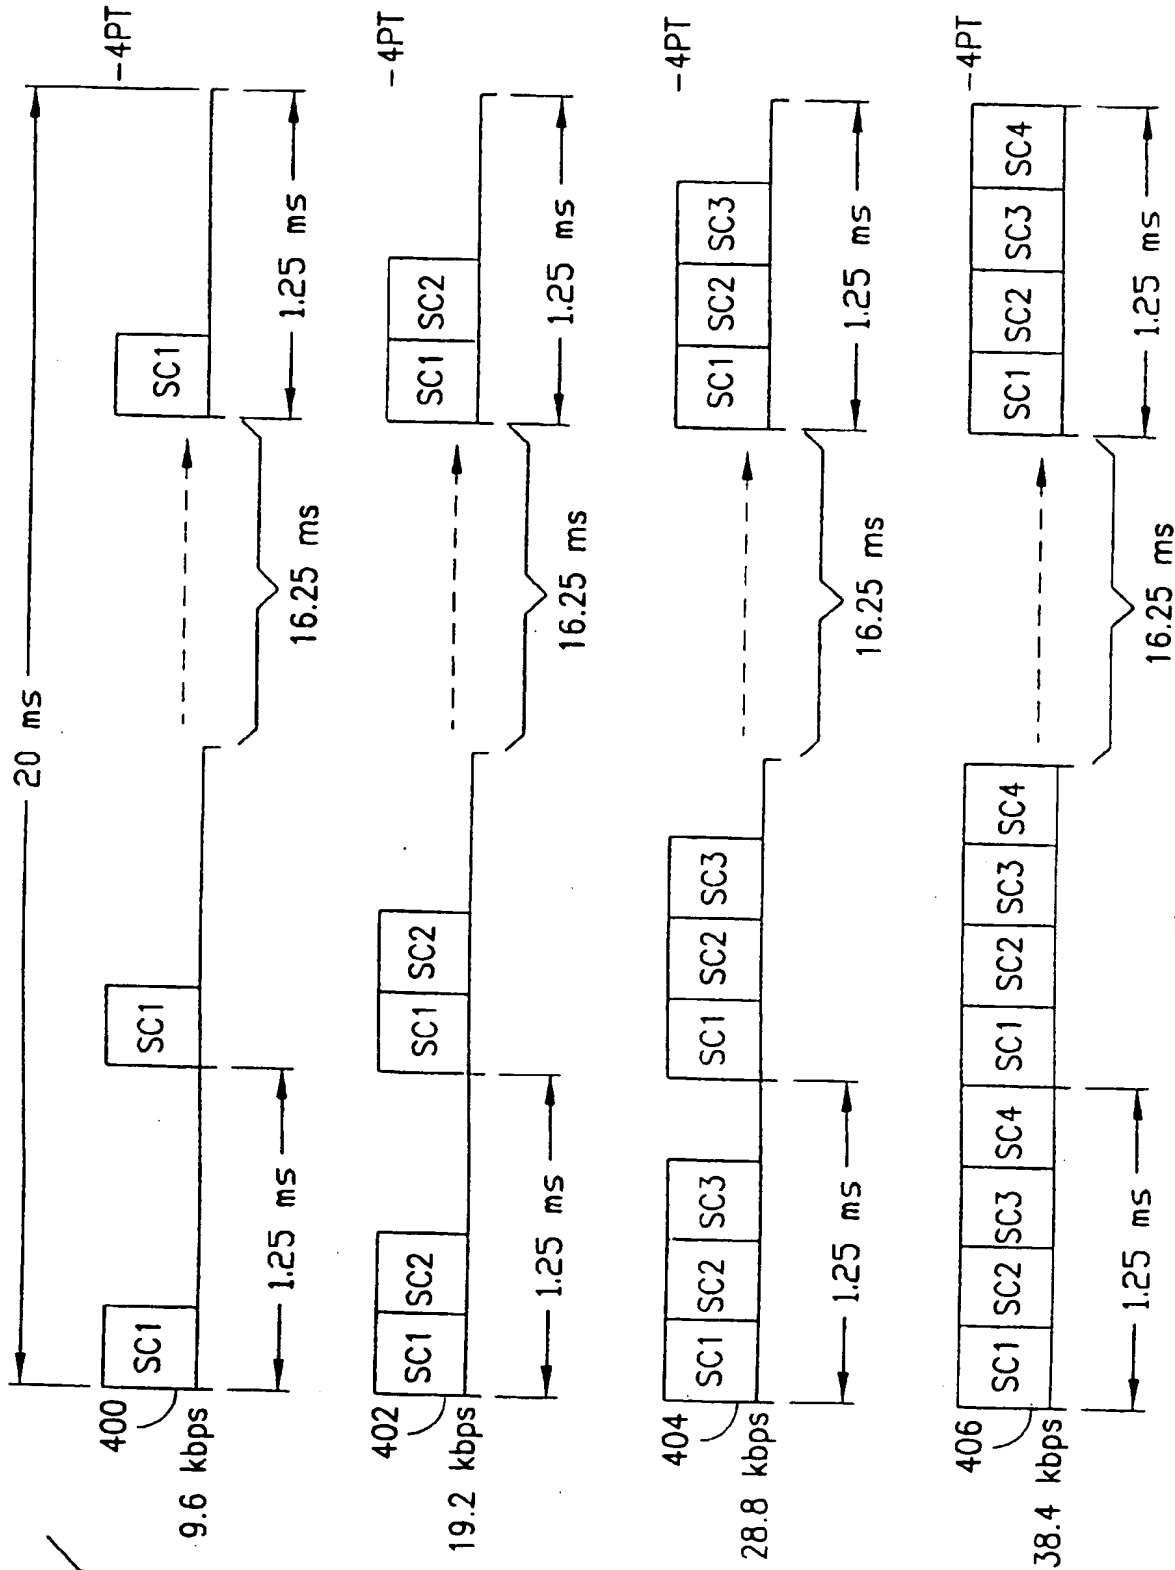 20 ms
400
SC1
SC1
SC1
-4PT
9.6 kbps
1.25 ms
16.25 ms
1.25 ms
402
SC1 SC2
SC1 SC2
SC1 SC2
-4PT
19.2 kbps
1.25 ms
16.25 ms
1.25 ms
404
SC1 SC2 SC3
SC1 SC2 SC3
SC1 SC2 SC3
-4PT
28.8 kbps
1.25 ms
16.25 ms
1.25 ms
406
SC1 SC2 SC3 SC4 SC1 SC2 SC3 SC4
SC1 SC2 SC3 SC4
-4PT
38.4 kbps
1.25 ms
16.25 ms
1.25 ms